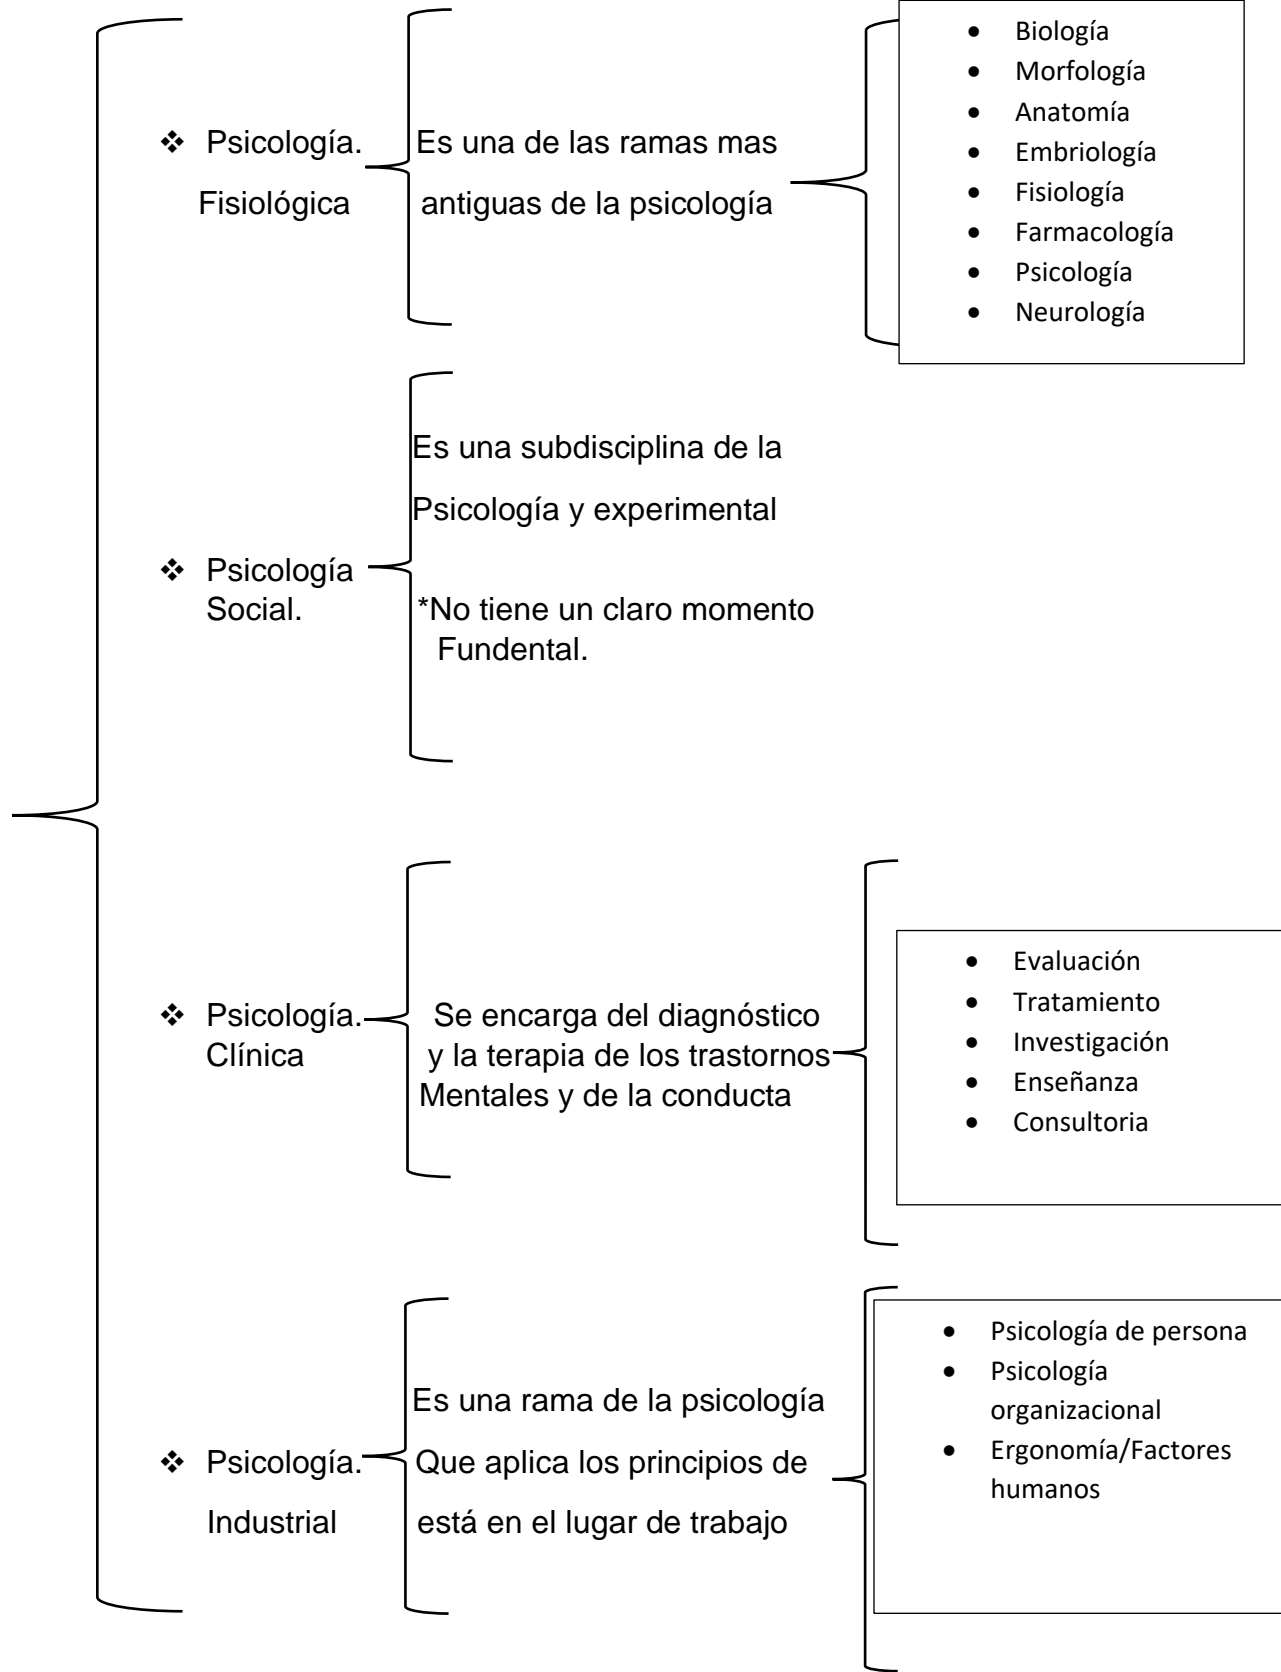 ❖ Psicología.
Fisiológica
Es una de las ramas mas
antiguas de la psicología
• Biología
• Morfología
• Anatomía
• Embriología
• Fisiología
• Farmacología
• Psicología
• Neurología
❖ Psicología
Social.
Es una subdisciplina de la
Psicología y experimental
*No tiene un claro momento
Fundental.
❖ Psicología.
Clínica
Se encarga del diagnóstico
y la terapia de los trastornos
Mentales y de la conducta
• Evaluación
• Tratamiento
• Investigación
• Enseñanza
• Consultoria
❖ Psicología.
Industrial
Es una rama de la psicología
Que aplica los principios de
está en el lugar de trabajo
• Psicología de persona
• Psicología
organizacional
• Ergonomía/Factores
humanos